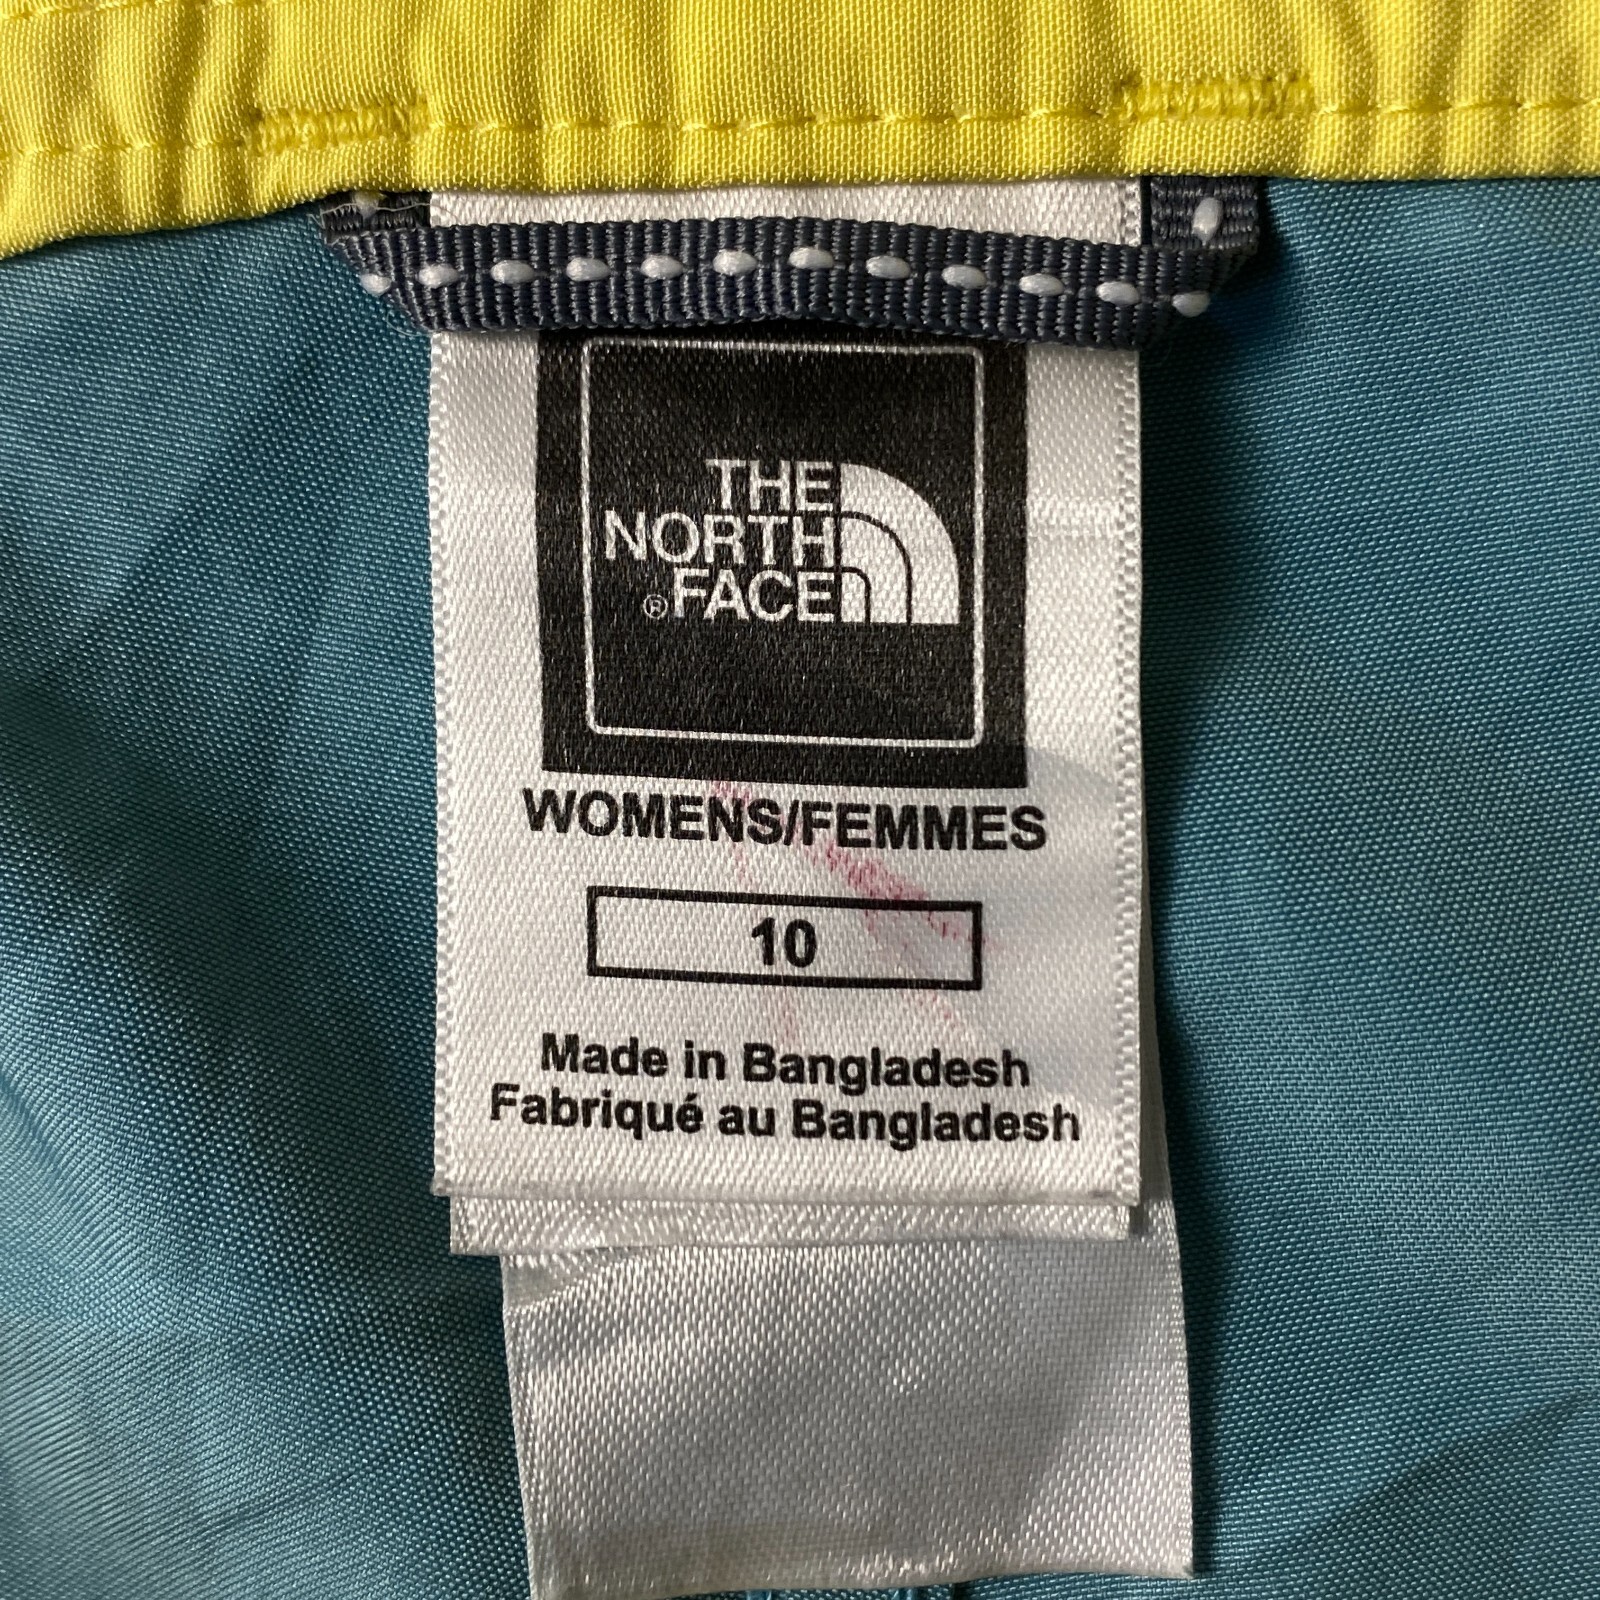 THE
NORTH
®FACE
WOMENS/FEMMES
10
Made in Bangladesh
Fabriqué au Bangladesh